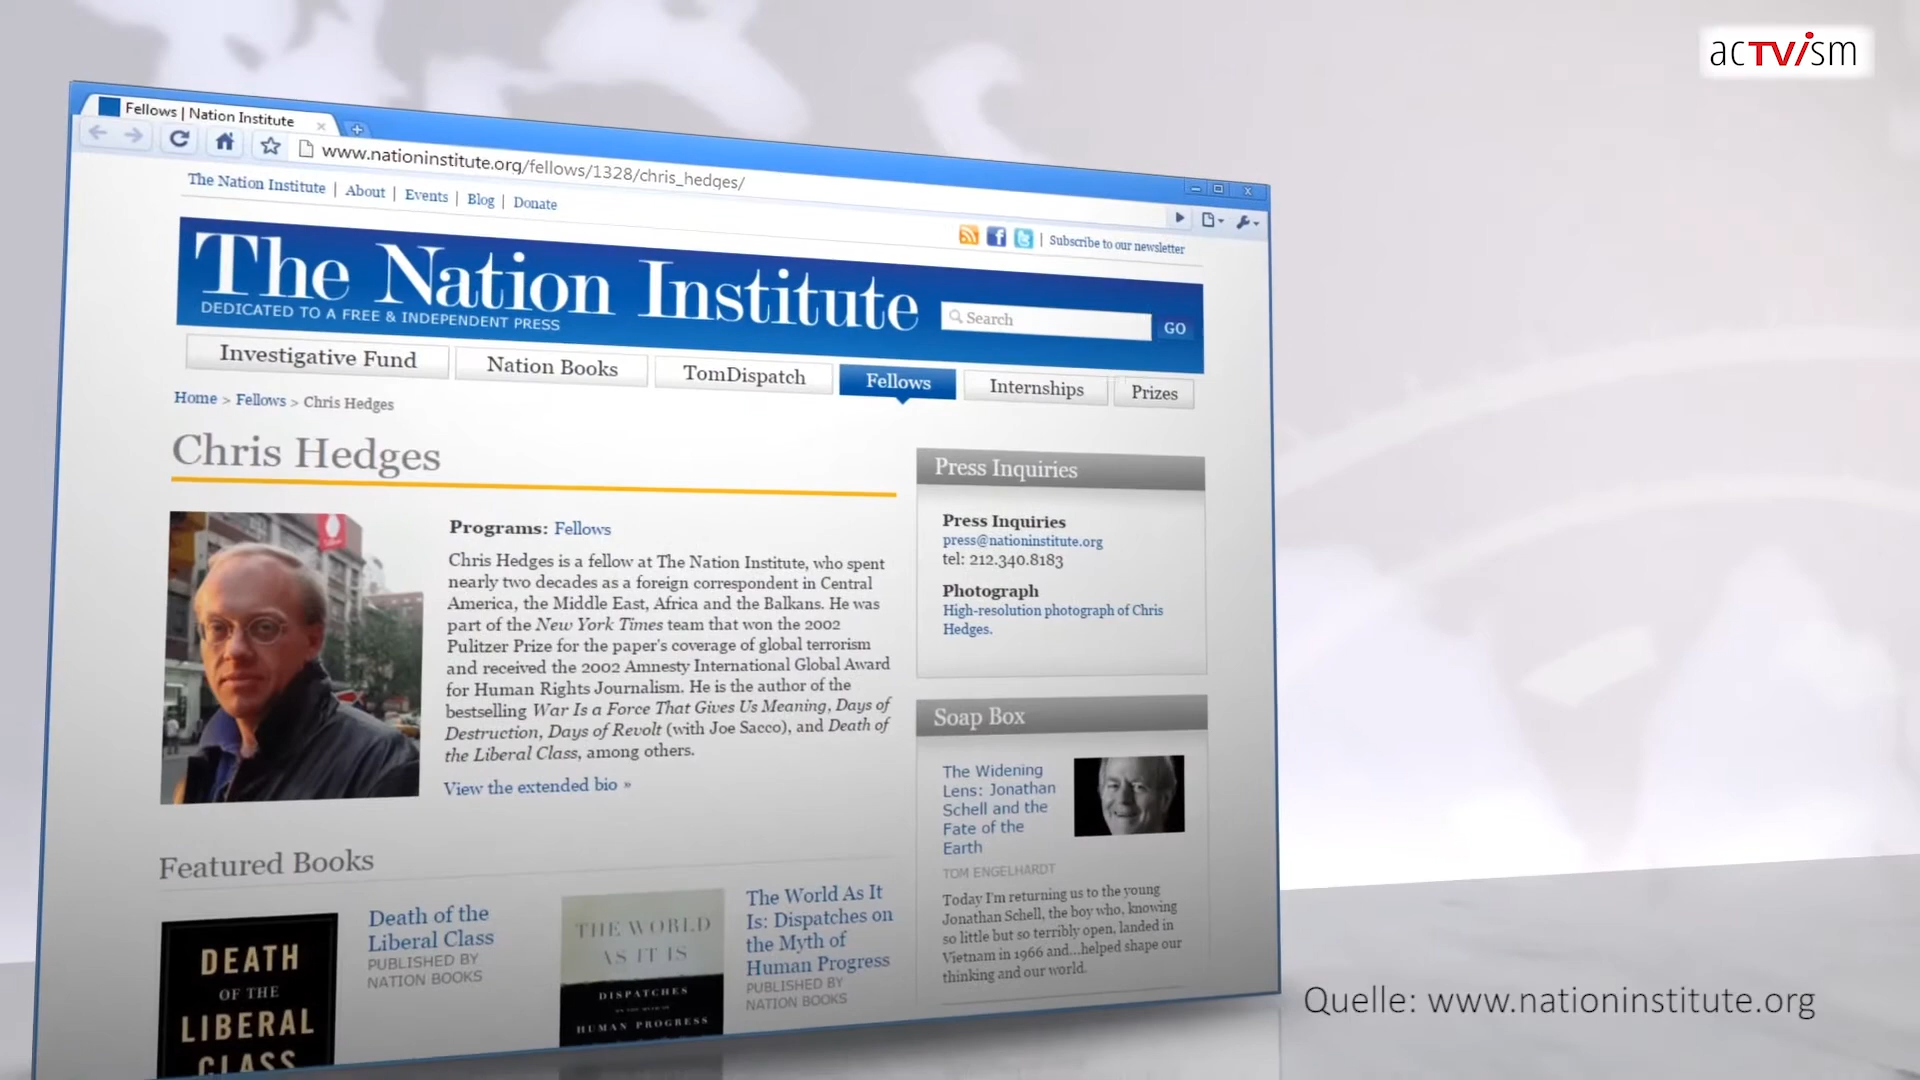 acTVism
Fellows | Nation Institute
www.nationinstitute.org/fellows/1328/chris_hedges/
The Nation Institute | About | Events | Blog | Donate
| Subscribe to our newsletter
The Nation Institute
DEDICATED TO A FREE & INDEPENDENT PRESS
Search
GO
Investigative Fund
Nation Books
TomDispatch
Fellows
Internships
Prizes
Home > Fellows > Chris Hedges
Chris Hedges
Programs: Fellows
Chris Hedges is a fellow at The Nation Institute, who spent
nearly two decades as a foreign correspondent in Central
America, the Middle East, Africa and the Balkans. He was
part of the New York Times team that won the 2002
Pulitzer Prize for the paper's coverage of global terrorism
and received the 2002 Amnesty International Global Award
for Human Rights Journalism. He is the author of the
bestselling War Is a Force That Gives Us Meaning, Days of
Destruction, Days of Revolt (with Joe Sacco), and Death of
the Liberal Class, among others.
View the extended bio »
Press Inquiries
Press Inquiries
press@nationinstitute.org
tel: 212.340.8183
Photograph
High-resolution photograph of Chris
Hedges.
Soap Box
The Widening
Lens: Jonathan
Schell and the
Fate of the
Earth
TOM ENGELHARDT
Today I'm returning us to the young
Jonathan Schell, the boy who, knowing
so little but so terribly open, landed in
Vietnam in 1966 and...helped shape our
thinking and our world.
Featured Books
DEATH
OF THE
LIBERAL
CLASS
Death of the
Liberal Class
PUBLISHED BY
NATION BOOKS
THE WORLD
AS IT IS
DISPATCHES
HUMAN PROGRESS
The World As It
Is: Dispatches on
the Myth of
Human Progress
PUBLISHED BY
NATION BOOKS
Quelle: www.nationinstitute.org